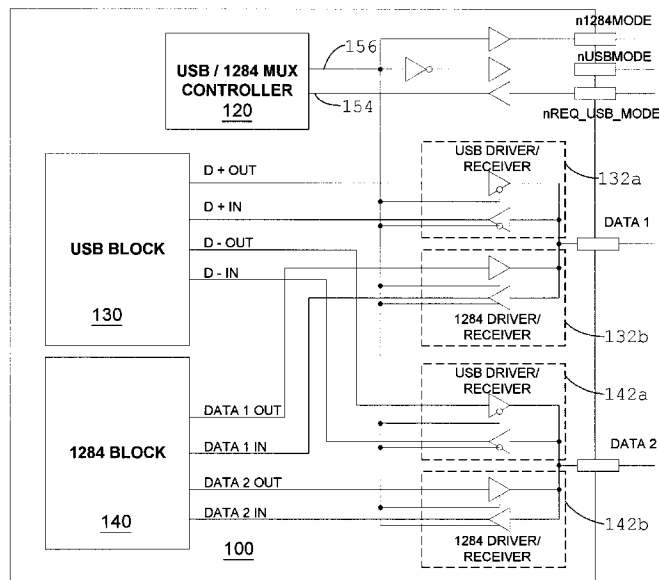 n1284MODE
156
USB / 1284 MUX
CONTROLLER
120
nUSBMODE
154
nREQ_USB_MODE
USB DRIVER/
RECEIVER
132a
D + OUT
D + IN
DATA 1
USB BLOCK
D - OUT
D - IN
130
1284 DRIVER/
RECEIVER
132b
USB DRIVER/
RECEIVER
142a
DATA 1 OUT
DATA 1 IN
DATA 2
1284 BLOCK
DATA 2 OUT
DATA 2 IN
140
100
1284 DRIVER/
RECEIVER
142b